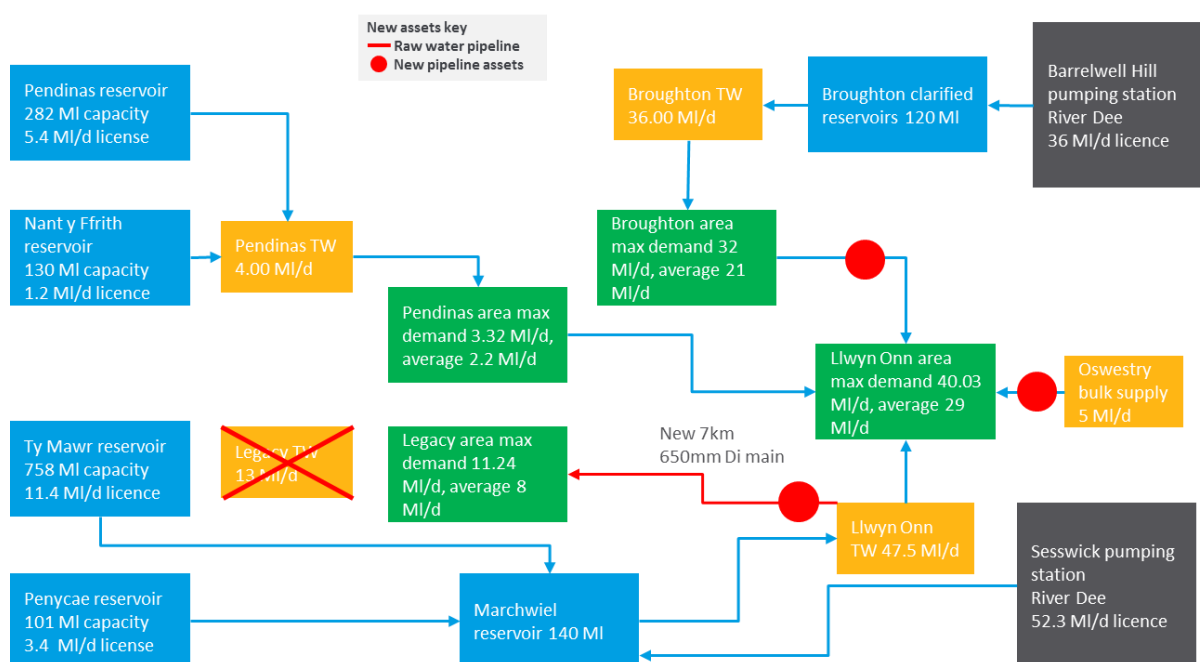 New assets key
Raw water pipeline
New pipeline assets
Pendinas reservoir
282 Ml capacity
5.4 Ml/d license
Broughton TW
36.00 Ml/d
Broughton clarified
reservoirs 120 Ml
Barrelwell Hill
pumping station
River Dee
36 Ml/d licence
Nant y Ffrith
reservoir
130 Ml capacity
1.2 Ml/d licence
Pendinas TW
4.00 Ml/d
Broughton area
max demand 32
Ml/d, average 21
Ml/d
Pendinas area max
demand 3.32 Ml/d,
average 2.2 Ml/d
Llwyn Onn area
max demand 40.03
Ml/d, average 29
Ml/d
Oswestry
bulk supply
5 Ml/d
Ty Mawr reservoir
758 Ml capacity
11.4 Ml/d licence
Legacy TW
13 Ml/d
Legacy area max
demand 11.24
Ml/d, average 8
Ml/d
New 7km
650mm Di main
Llwyn Onn
TW 47.5 Ml/d
Sesswick pumping
station
River Dee
52.3 Ml/d licence
Penycae reservoir
101 Ml capacity
3.4 Ml/d license
Marchwiel
reservoir 140 Ml